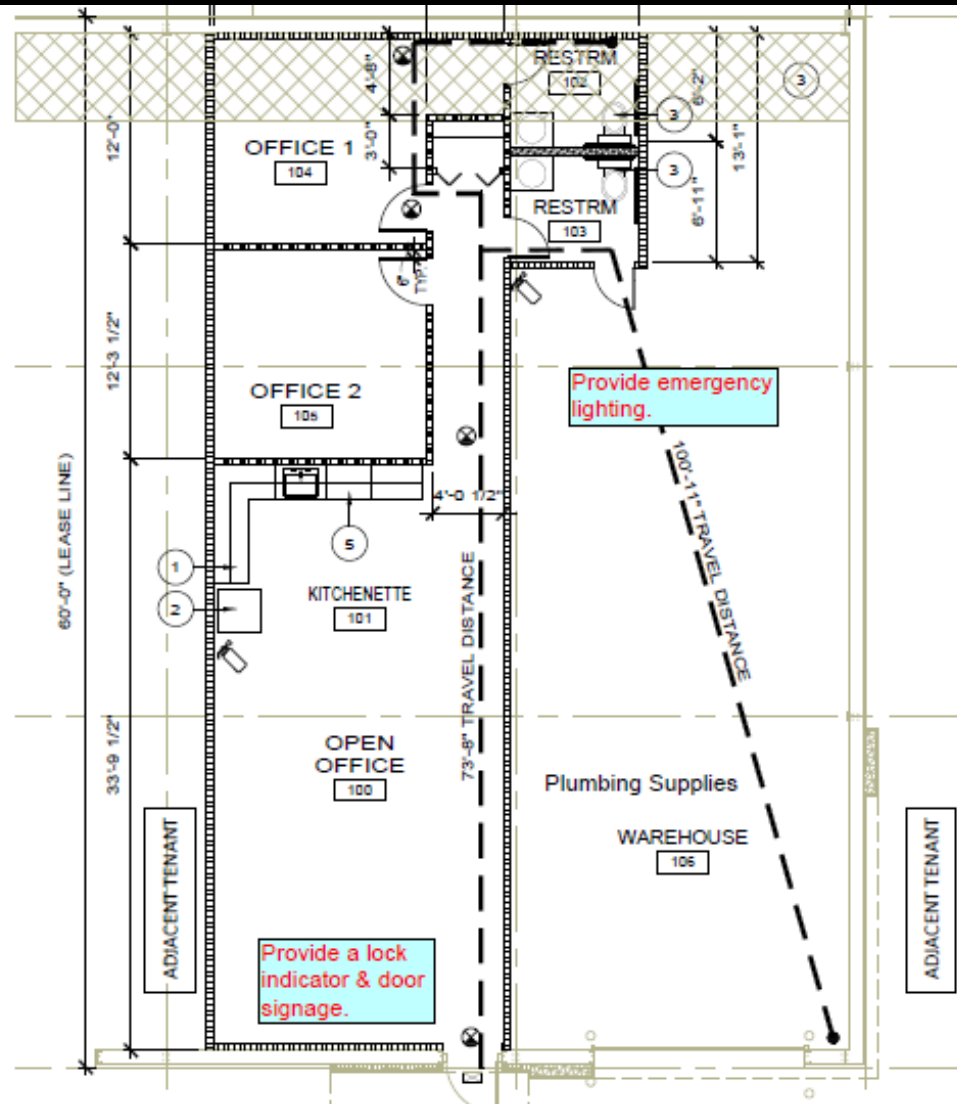 RESTRM
102
3
4'-8"
6'-2"
12'-0"
OFFICE 1
104
3'-0"
3
13'-1"
3
RESTRM
103
6'-11"
6"
TYP.
12'-3 1/2"
OFFICE 2
105
Provide emergency
lighting.
60'-0" (LEASE LINE)
4'-0 1/2"
100'-11" TRAVEL DISTANCE
5
1
KITCHENETTE
101
2
73'-8" TRAVEL DISTANCE
33'-9 1/2"
OPEN
OFFICE
100
Plumbing Supplies
WAREHOUSE
106
ADJACENT TENANT
ADJACENT TENANT
Provide a lock
indicator & door
signage.